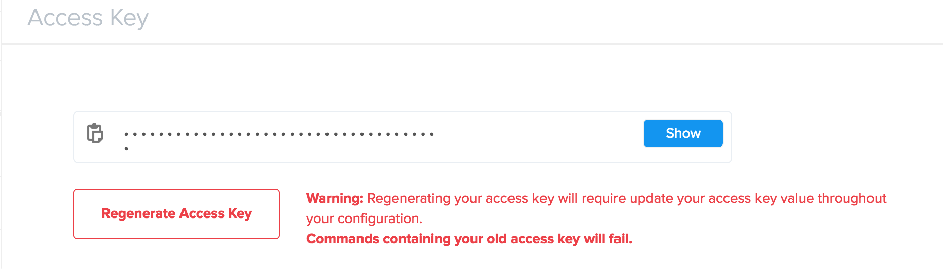 Access Key
• • • • • • • • • • • • • • • • • • • • • • • • • • • • • • • • • • • •
•
Show
Regenerate Access Key
Warning: Regenerating your access key will require update your access key value throughout
your configuration.
Commands containing your old access key will fail.